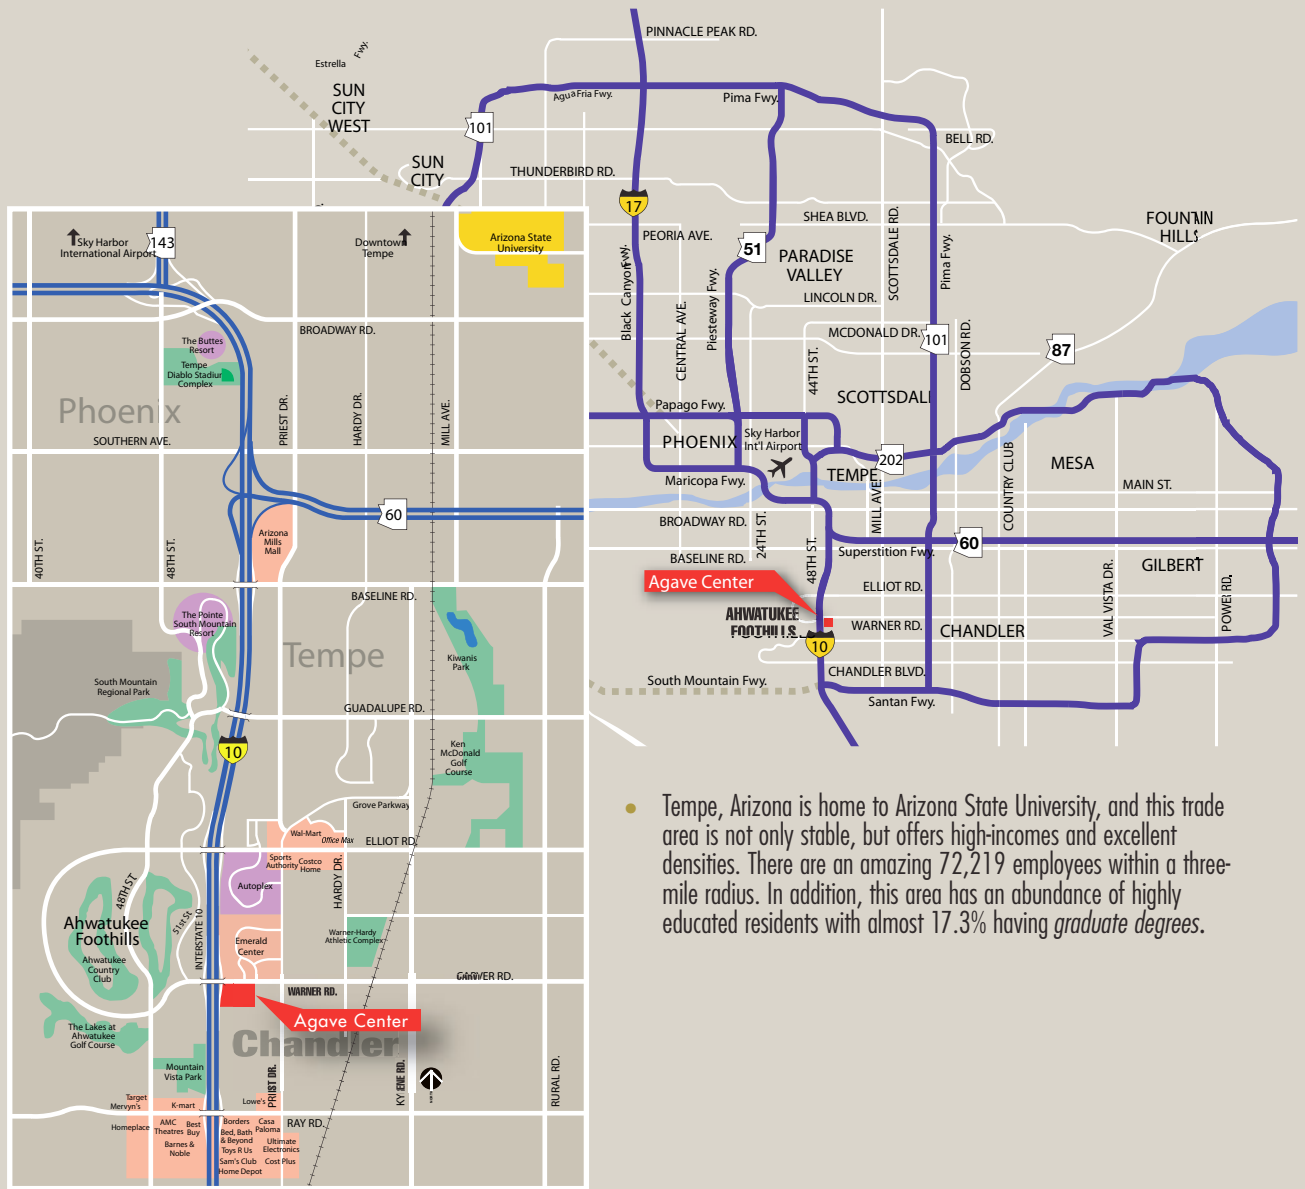 PINNACLE PEAK RD.
Estrella Fwy.
SUN
CITY
WEST
Agua Fria Fwy.
Pima Fwy.
101
BELL RD.
SUN
CITY
THUNDERBIRD RD.
17
PEORIA AVE.
SHEA BLVD.
SCOTTSDALE RD.
Pima Fwy.
FOUNTIN
HILLS
51
PARADISE
VALLEY
Black Canyon Fwy.
CENTRAL AVE.
Piesteway Fwy.
LINCOLN DR.
MCDONALD DR.
101
DOBSON RD.
87
44TH ST.
SCOTTSDALE
Papago Fwy.
PHOENIX
Sky Harbor
Int'l Airport
Maricopa Fwy.
TEMPE
202
MILL AVE.
COUNTRY CLUB
MESA
MAIN ST.
BROADWAY RD.
24TH ST.
48TH ST.
BASELINE RD.
Superstition Fwy.
60
GILBERT
Agave Center
ELLIOT RD.
VAL VISTA DR.
POWER RD.
AHWATUKEE
FOOTHILLS
WARNER RD.
CHANDLER
10
CHANDLER BLVD.
South Mountain Fwy.
Santan Fwy.
Sky Harbor
International Airport
143
Downtown
Tempe
Arizona State
University
BROADWAY RD.
The Buttes
Resort
Tempe
Diablo Stadium
Complex
Phoenix
PRIEST DR.
HARDY DR.
MILL AVE.
SOUTHERN AVE.
60
Arizona
Mills
Mall
40TH ST.
48TH ST.
BASELINE RD.
The Pointe
South Mountain
Resort
Tempe
Kiwanis
Park
South Mountain
Regional Park
GUADALUPE RD.
10
Ken
McDonald
Golf
Course
Grove Parkway
Wal-Mart
Office Max
ELLIOT RD.
Sports
Authority
Costco
Home
Autoplex
HARDY DR.
48TH ST.
51st St
INTERSTATE 10
Ahwatukee
Foothills
Ahwatukee
Country
Club
Emerald
Center
Warner-Hardy
Athletic Complex
WARNER RD.
Agave Center
Chandler
The Lakes at
Ahwatukee
Golf Course
Mountain
Vista Park
PRIEST DR.
KYRENE RD.
RURAL RD.
Target
Mervyn's
K-mart
Lowe's
Homeplace
AMC
Theatres
Best
Buy
Barnes &
Noble
Borders
Bed, Bath
& Beyond
Toys R Us
Sam's Club
Home Depot
Casa
Paloma
Ultimate
Electronics
Cost Plus
RAY RD.
• Tempe, Arizona is home to Arizona State University, and this trade
area is not only stable, but offers high-incomes and excellent
densities. There are an amazing 72,219 employees within a three-
mile radius. In addition, this area has an abundance of highly
educated residents with almost 17.3% having graduate degrees.